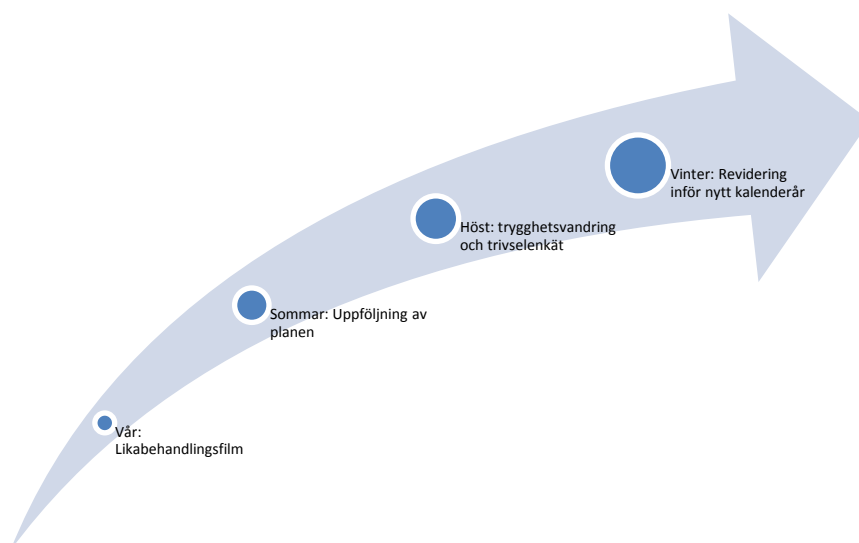 Vinter: Revidering
inför nytt kalenderår
Höst: trygghetsvandring
och trivselenkät
Sommar: Uppföljning av
planen
Vår:
Likabehandlingsfilm